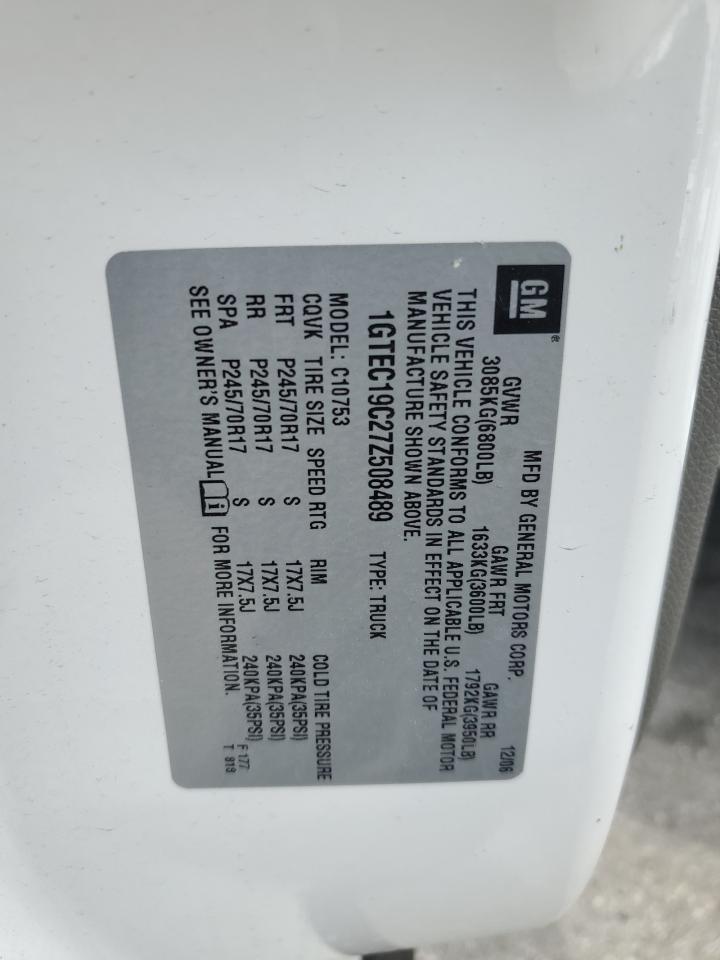 GM®
MFD BY GENERAL MOTORS CORP. 12/06
GVWR GAWR FRT GAWR RR
3085KG(6800LB) 1633KG(3600LB) 1792KG(3950LB)
THIS VEHICLE CONFORMS TO ALL APPLICABLE U.S. FEDERAL MOTOR
VEHICLE SAFETY STANDARDS IN EFFECT ON THE DATE OF
MANUFACTURE SHOWN ABOVE.
1GTEC19C27Z508489 TYPE: TRUCK
MODEL: C10753
CQVK TIRE SIZE SPEED RTG RIM COLD TIRE PRESSURE
FRT P245/70R17 S 17X7.5J 240KPA(35PSI)
RR P245/70R17 S 17X7.5J 240KPA(35PSI)
SPA P245/70R17 S 17X7.5J 240KPA(35PSI)
SEE OWNER'S MANUAL FOR MORE INFORMATION.
F 177
T 819